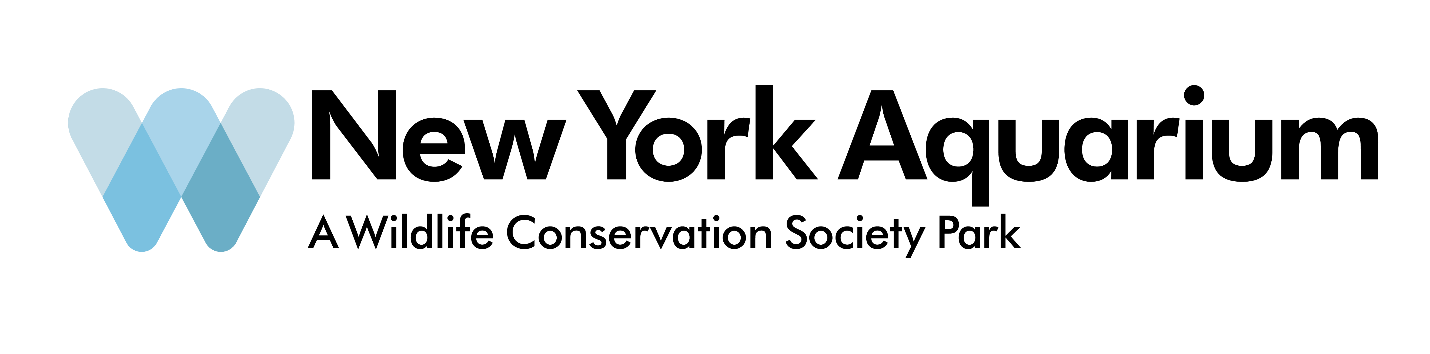 New York Aquarium
A Wildlife Conservation Society Park